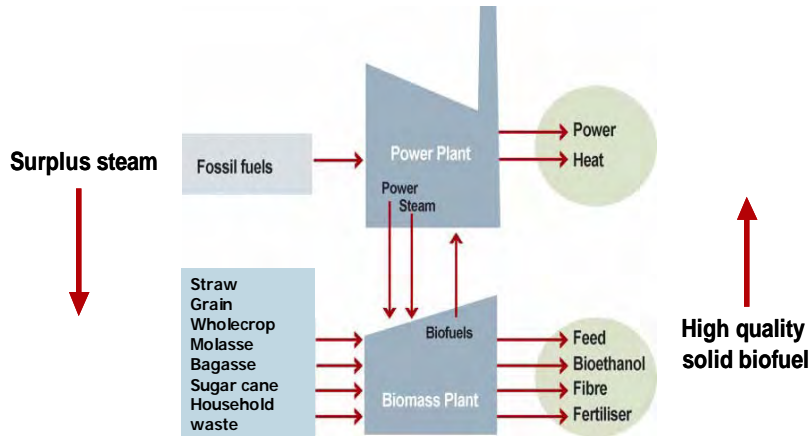 Surplus steam
Fossil fuels
Power Plant
Power
Steam
Power
Heat
Straw
Grain
Wholecrop
Molasse
Bagasse
Sugar cane
Household
waste
Biofuels
Biomass Plant
Feed
Bioethanol
Fibre
Fertiliser
High quality
solid biofuel